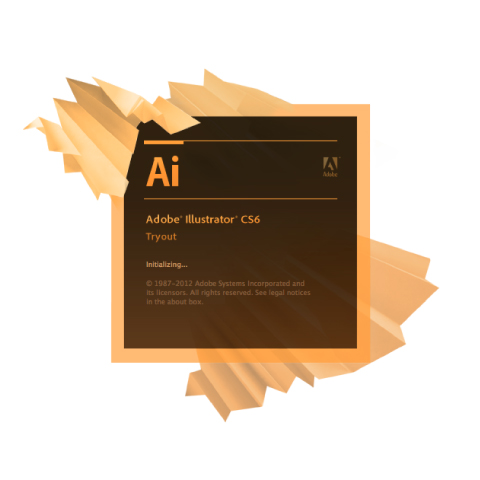 Ai
Adobe
Adobe® Illustrator® CS6
Tryout
Initializing...
© 1987-2012 Adobe Systems Incorporated and
its licensors. All rights reserved. See legal notices
in the about box.